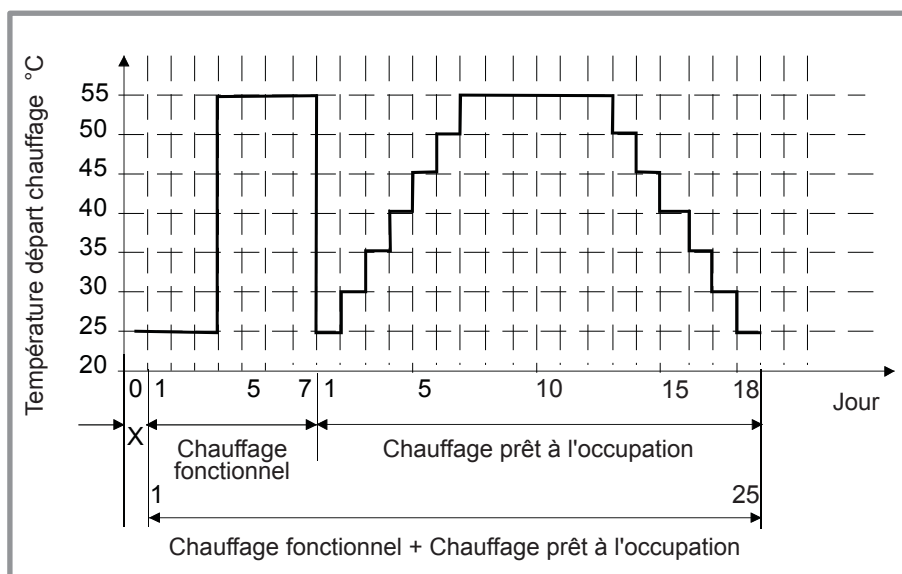 Température départ chauffage °C
55
50
45
40
35
30
25
20
0 1 5 7 1 5 10 15 18
Jour
X
Chauffage
fonctionnel
Chauffage prêt à l'occupation
1 25
Chauffage fonctionnel + Chauffage prêt à l'occupation